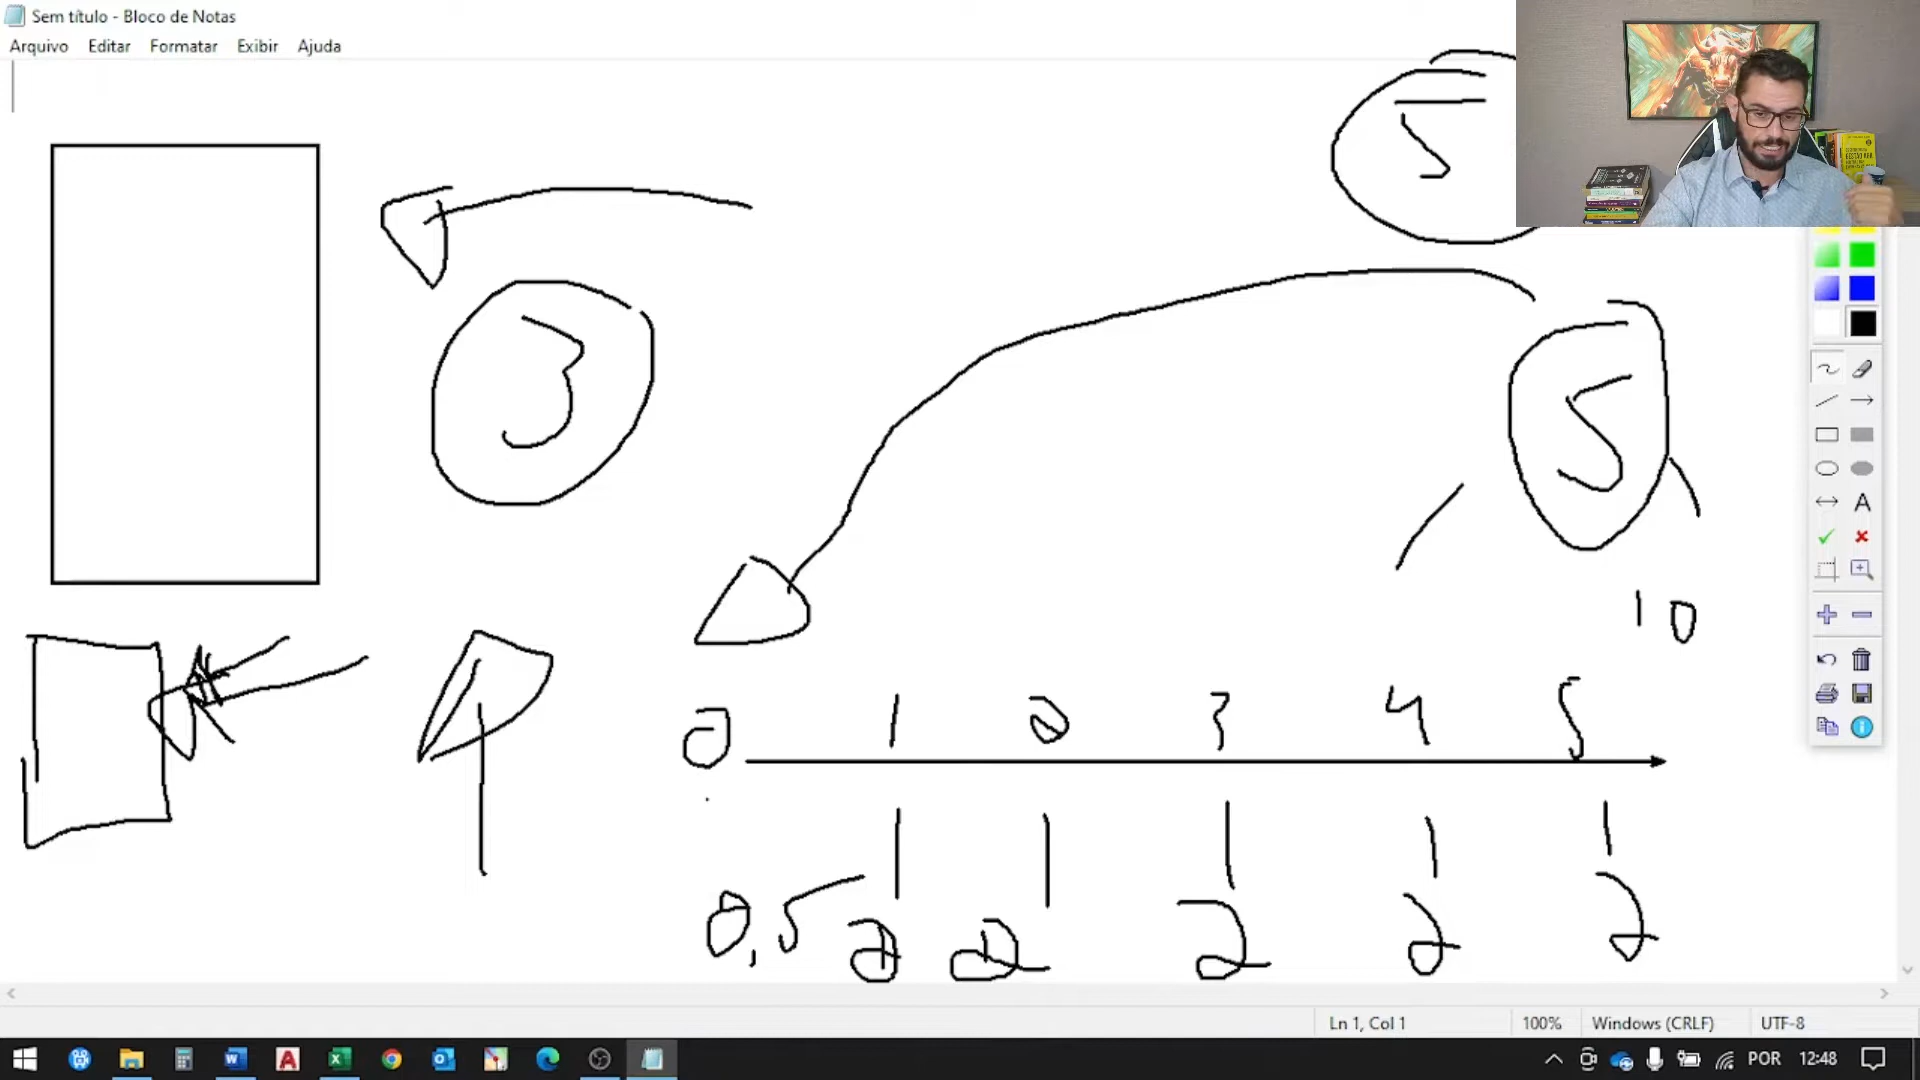 Sem título - Bloco de Notas
Arquivo Editar Formatar Exibir Ajuda
5
3
5
10
0 1 2 3 4 5
0,5 2 2 2 2 2
Ln 1, Col 1 100% Windows (CRLF) UTF-8
POR 12:48